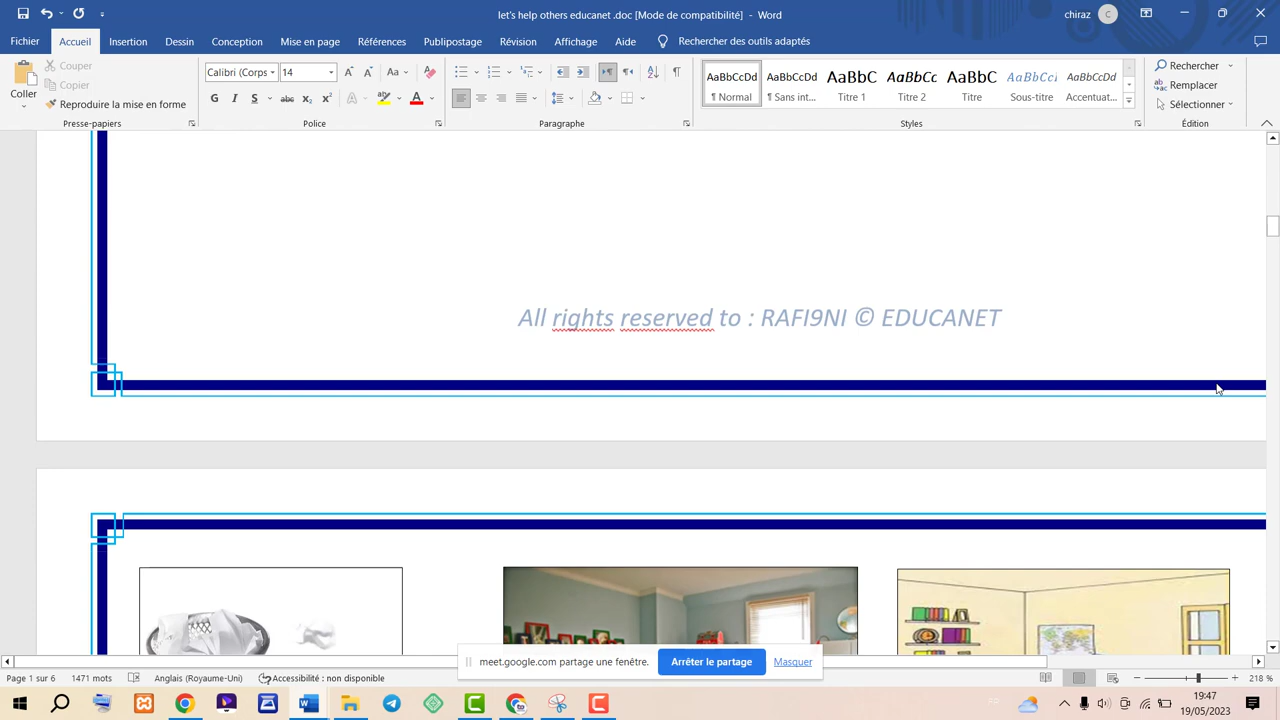 let's help others educanet .doc [Mode de compatibilité] - Word
chiraz C
Fichier Accueil Insertion Dessin Conception Mise en page Références Publipostage Révision Affichage Aide Rechercher des outils adaptés
Coller
Couper
Copier
Reproduire la mise en forme
Presse-papiers
Calibri (Corps 14
G I S abc x₂ x² A A
Police
Paragraphe
AaBbCcDd AaBbCcDd AaBbC AaBbCc AaBbC AaBbCcI AaBbCcDd
¶ Normal ¶ Sans int... Titre 1 Titre 2 Titre Sous-titre Accentuat...
Styles
Rechercher
Remplacer
Sélectionner
Édition
All rights reserved to : RAFI9NI © EDUCANET
meet.google.com partage une fenêtre. Arrêter le partage Masquer
Page 1 sur 6 1471 mots Anglais (Royaume-Uni) Accessibilité : non disponible 218 %
19:47
19/05/2023